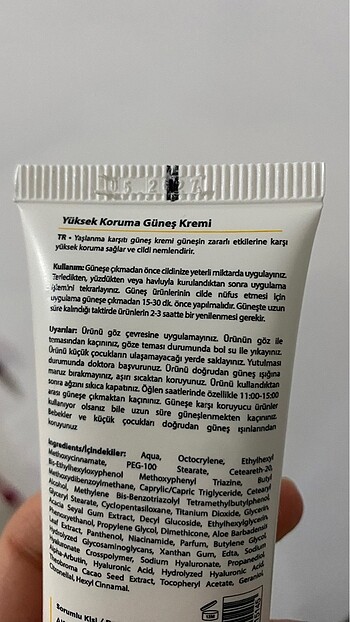 05 2027
Yüksek Koruma Güneş Kremi
TR • Yaşlanma karşıtı güneş kremi güneşin zararlı etkilerine karşı
yüksek koruma sağlar ve cildi nemlendirir.
Kullanım: Güneşe çıkmadan önce cildinize yeterli miktarda uygulayınız.
Terledikten, yüzdükten veya havluyla kurulandıktan sonra uygulama
işlemini tekrarlayınız. Güneş ürünlerinin cilde nüfus etmesi için
uygulama güneşe çıkmadan 15-30 dk. önce yapılmalıdır. Güneşte uzun
süre kalındığı taktirde ürünlerin 2-3 saatte bir yenilenmesi gerekir.
Uyarılar: Ürünü göz çevresine uygulamayınız. Ürünün göz ile
temasından kaçınınız, göze teması durumunda bol su ile yıkayınız.
Ürünü küçük çocukların ulaşamayacağı yerde saklayınız. Yutulması
durumunda doktora başvurunuz. Ürünü doğrudan güneş ışığına
maruz bırakmayınız, aşırı sıcaktan koruyunuz. Ürünü kullandıktan
sonra ağzını sıkıca kapatınız. Öğlen saatlerinde özellikle 11:00-15:00
arası güneşe çıkmaktan kaçınınız. Güneşe karşı koruyucu ürünler
kullanıyor olsanız bile uzun süre güneşlenmekten kaçınınız.
Bebekler ve küçük çocukları doğrudan güneş ışınlarından
koruyunuz
Ingredients/İçindekiler: Aqua, Octocrylene, Ethylhexyl
Methoxycinnamate, PEG-100 Stearate, Ceteareth-20,
Bis-Ethylhexyloxyphenol Methoxyphenyl Triazine, Butyl
Methoxydibenzoylmethane, Caprylic/Capric Triglyceride, Cetearyl
Alcohol, Methylene Bis-Benzotriazolyl Tetramethylbutylphenol,
Glyceryl Stearate, Cyclopentasiloxane, Titanium Dioxide, Glycerin,
Acacia Seyal Gum Extract, Decyl Glucoside, Ethylhexylglycerin,
Phenoxyethanol, Propylene Glycol, Dimethicone, Aloe Barbadensis
Leaf Extract, Panthenol, Niacinamide, Parfum, Butylene Glycol,
Hydrolyzed Glycosaminoglycans, Xanthan Gum, Edta, Sodium
Hyaluronate Crosspolymer, Sodium Hyaluronate, Propanediol,
Alpha-Arbutin, Hyaluronic Acid, Hydrolyzed Hyaluronic Acid,
Theobroma Cacao Seed Extract, Tocopheryl Acetate, Geraniol,
Citronellal, Hexyl Cinnamal.
Sorumlu Kişi /
12M